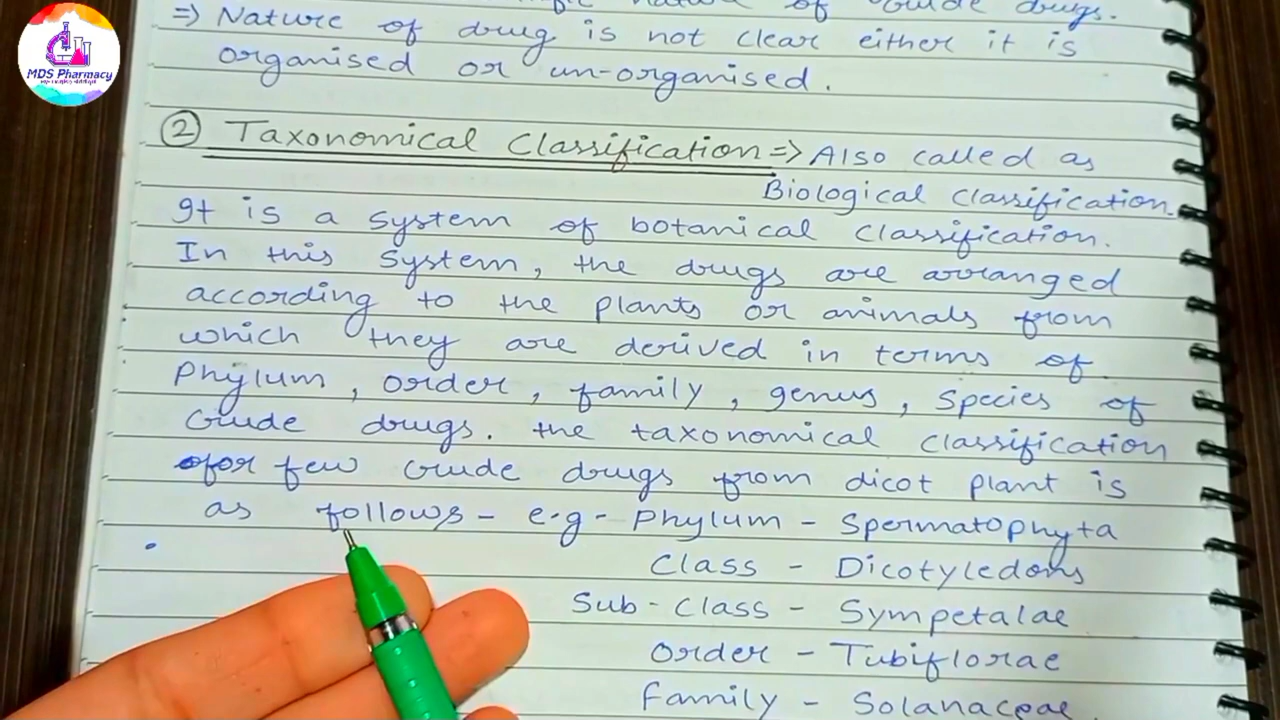 nature of crude drugs.
⇒ Nature of drug is not clear either it is
organised or un-organised.
MDS Pharmacy
② Taxonomical Classification ⇒ Also called as
Biological Classification.
It is a system of botanical classification.
In this system, the drugs are arranged
according to the plants or animals from
which they are derived in terms of
Phylum, order, family, genus, species of
crude drugs. the taxonomical classification
for few crude drugs from dicot plant is
as follows - e.g - Phylum - Spermatophyta
Class - Dicotyledons
Sub-Class - Sympetalae
Order - Tubiflorae
Family - Solanaceae